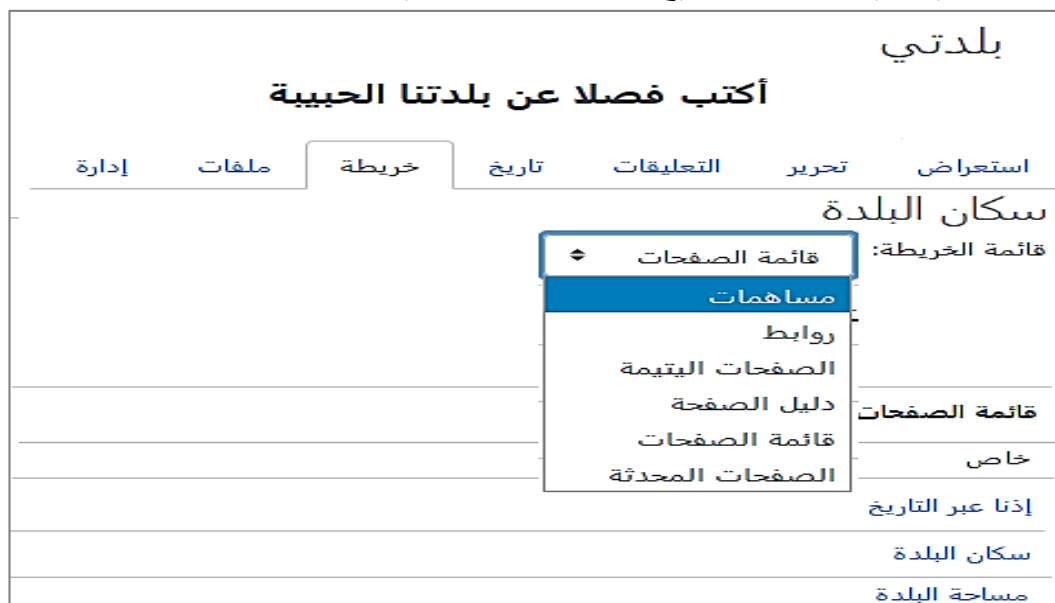 بلدتي
أكتب فصلا عن بلدتنا الحبيبة
استعراض تحرير التعليقات تاريخ خريطة ملفات إدارة
سكان البلدة
قائمة الخريطة: قائمة الصفحات
مساهمات
روابط
الصفحات اليتيمة
دليل الصفحة
قائمة الصفحات
الصفحات المحدثة
قائمة الصفحات
خاص
إذنا عبر التاريخ
سكان البلدة
مساحة البلدة